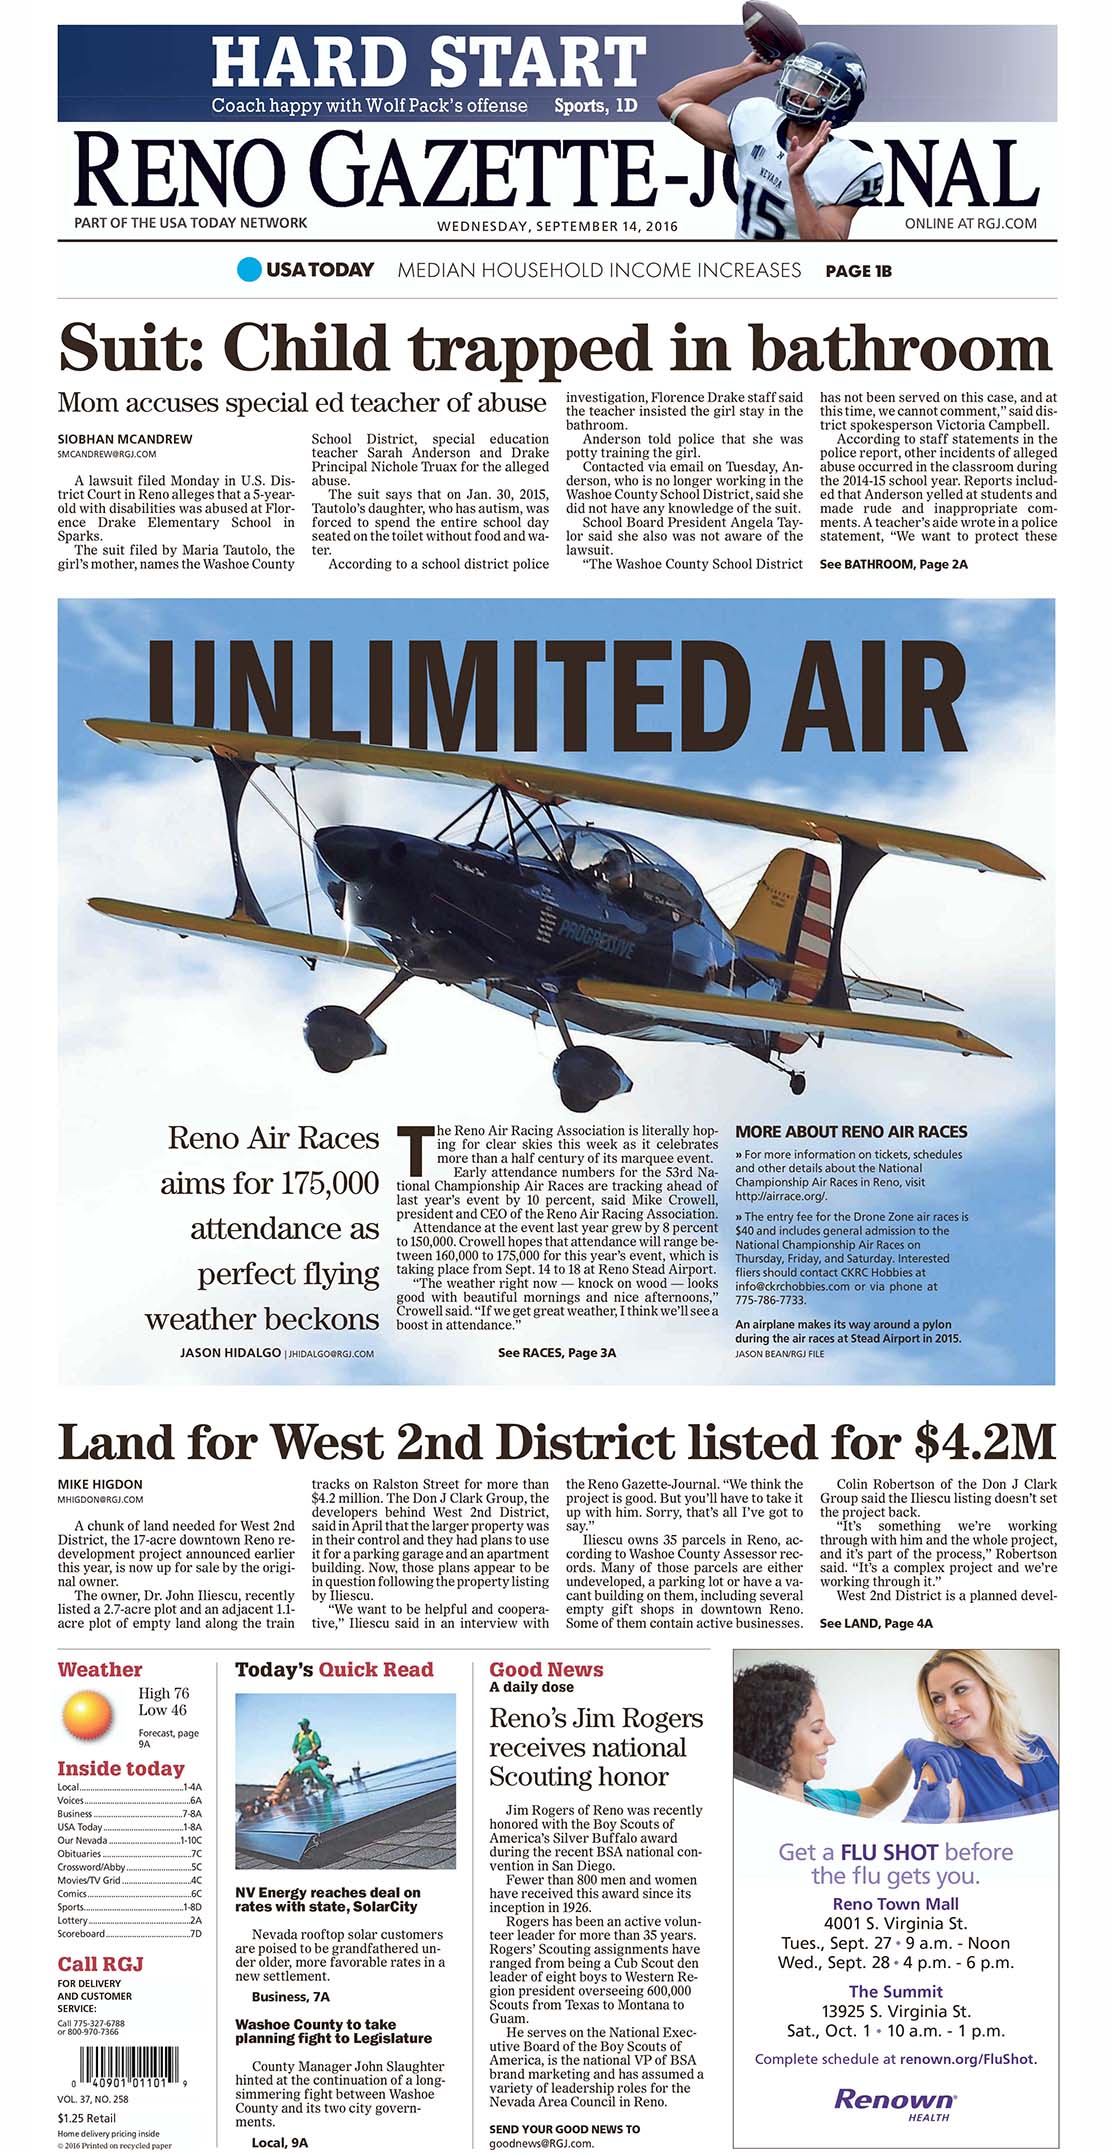 HARD START
Coach happy with Wolf Pack's offense Sports, 1D
RENO GAZETTE-J NAL
PART OF THE USA TODAY NETWORK
WEDNESDAY, SEPTEMBER 14, 2016
ONLINE AT RGJ.COM
NEVADA
15
15
USA TODAY MEDIAN HOUSEHOLD INCOME INCREASES PAGE 1B
Suit: Child trapped in bathroom
Mom accuses special ed teacher of abuse
SIOBHAN MCANDREW
SMCANDREW@RGJ.COM
A lawsuit filed Monday in U.S. Dis-
trict Court in Reno alleges that a 5-year-
old with disabilities was abused at Flor-
ence Drake Elementary School in
Sparks.
The suit filed by Maria Tautolo, the
girl's mother, names the Washoe County
School District, special education
teacher Sarah Anderson and Drake
Principal Nichole Truax for the alleged
abuse.
The suit says that on Jan. 30, 2015,
Tautolo's daughter, who has autism, was
forced to spend the entire school day
seated on the toilet without food and wa-
ter.
According to a school district police
investigation, Florence Drake staff said
the teacher insisted the girl stay in the
bathroom.
Anderson told police that she was
potty training the girl.
Contacted via email on Tuesday, An-
derson, who is no longer working in the
Washoe County School District, said she
did not have any knowledge of the suit.
School Board President Angela Tay-
lor said she also was not aware of the
lawsuit.
"The Washoe County School District
has not been served on this case, and at
this time, we cannot comment," said dis-
trict spokesperson Victoria Campbell.
According to staff statements in the
police report, other incidents of alleged
abuse occurred in the classroom during
the 2014-15 school year. Reports includ-
ed that Anderson yelled at students and
made rude and inappropriate com-
ments. A teacher's aide wrote in a police
statement, "We want to protect these
See BATHROOM, Page 2A
UNLIMITED AIR
PROGRESSIVE
Reno Air Races
aims for 175,000
attendance as
perfect flying
weather beckons
JASON HIDALGO | JHIDALGO@RGJ.COM
The Reno Air Racing Association is literally hop-
ing for clear skies this week as it celebrates
more than a half century of its marquee event.
Early attendance numbers for the 53rd Na-
tional Championship Air Races are tracking ahead of
last year's event by 10 percent, said Mike Crowell,
president and CEO of the Reno Air Racing Association.
Attendance at the event last year grew by 8 percent
to 150,000. Crowell hopes that attendance will range be-
tween 160,000 to 175,000 for this year's event, which is
taking place from Sept. 14 to 18 at Reno Stead Airport.
"The weather right now — knock on wood — looks
good with beautiful mornings and nice afternoons,"
Crowell said. "If we get great weather, I think we'll see a
boost in attendance."
See RACES, Page 3A
MORE ABOUT RENO AIR RACES
» For more information on tickets, schedules
and other details about the National
Championship Air Races in Reno, visit
http://airrace.org/.
» The entry fee for the Drone Zone air races is
$40 and includes general admission to the
National Championship Air Races on
Thursday, Friday, and Saturday. Interested
fliers should contact CKRC Hobbies at
info@ckrchobbies.com or via phone at
775-786-7733.
An airplane makes its way around a pylon
during the air races at Stead Airport in 2015.
JASON BEAN/RGJ FILE
Land for West 2nd District listed for $4.2M
MIKE HIGDON
MHIGDON@RGJ.COM
A chunk of land needed for West 2nd
District, the 17-acre downtown Reno re-
development project announced earlier
this year, is now up for sale by the origi-
nal owner.
The owner, Dr. John Iliescu, recently
listed a 2.7-acre plot and an adjacent 1.1-
acre plot of empty land along the train
tracks on Ralston Street for more than
$4.2 million. The Don J Clark Group, the
developers behind West 2nd District,
said in April that the larger property was
in their control and they had plans to use
it for a parking garage and an apartment
building. Now, those plans appear to be
in question following the property listing
by Iliescu.
"We want to be helpful and coopera-
tive," Iliescu said in an interview with
the Reno Gazette-Journal. "We think the
project is good. But you'll have to take it
up with him. Sorry, that's all I've got to
say."
Iliescu owns 35 parcels in Reno, ac-
cording to Washoe County Assessor rec-
ords. Many of those parcels are either
undeveloped, a parking lot or have a va-
cant building on them, including several
empty gift shops in downtown Reno.
Some of them contain active businesses.
Colin Robertson of the Don J Clark
Group said the Iliescu listing doesn't set
the project back.
"It's something we're working
through with him and the whole project,
and it's part of the process," Robertson
said. "It's a complex project and we're
working through it."
West 2nd District is a planned devel-
See LAND, Page 4A
Weather
High 76
Low 46
Forecast, page
9A
Inside today
Local 1-4A
Voices 6A
Business 7-8A
USA Today 1-8A
Our Nevada 1-10C
Obituaries 7C
Crossword/Abby 5C
Movies/TV Grid 4C
Comics 6C
Sports 1-8D
Lottery 2A
Scoreboard 7D
Call RGJ
FOR DELIVERY
AND CUSTOMER
SERVICE:
Call 775-327-6788
or 800-970-7366
0 40901 01101 9
VOL. 37, NO. 258
$1.25 Retail
Home delivery pricing inside
© 2016 Printed on recycled paper
Today's Quick Read
NV Energy reaches deal on
rates with state, SolarCity
Nevada rooftop solar customers
are poised to be grandfathered un-
der older, more favorable rates in a
new settlement.
Business, 7A
Washoe County to take
planning fight to Legislature
County Manager John Slaughter
hinted at the continuation of a long-
simmering fight between Washoe
County and its two city govern-
ments.
Local, 9A
Good News
A daily dose
Reno's Jim Rogers
receives national
Scouting honor
Jim Rogers of Reno was recently
honored with the Boy Scouts of
America's Silver Buffalo award
during the recent BSA national con-
vention in San Diego.
Fewer than 800 men and women
have received this award since its
inception in 1926.
Rogers has been an active volun-
teer leader for more than 35 years.
Rogers' Scouting assignments have
ranged from being a Cub Scout den
leader of eight boys to Western Re-
gion president overseeing 600,000
Scouts from Texas to Montana to
Guam.
He serves on the National Exec-
utive Board of the Boy Scouts of
America, is the national VP of BSA
brand marketing and has assumed a
variety of leadership roles for the
Nevada Area Council in Reno.
SEND YOUR GOOD NEWS TO
goodnews@RGJ.com.
Get a FLU SHOT before
the flu gets you.
Reno Town Mall
4001 S. Virginia St.
Tues., Sept. 27 • 9 a.m. - Noon
Wed., Sept. 28 • 4 p.m. - 6 p.m.
The Summit
13925 S. Virginia St.
Sat., Oct. 1 • 10 a.m. - 1 p.m.
Complete schedule at renown.org/FluShot.
Renown
HEALTH